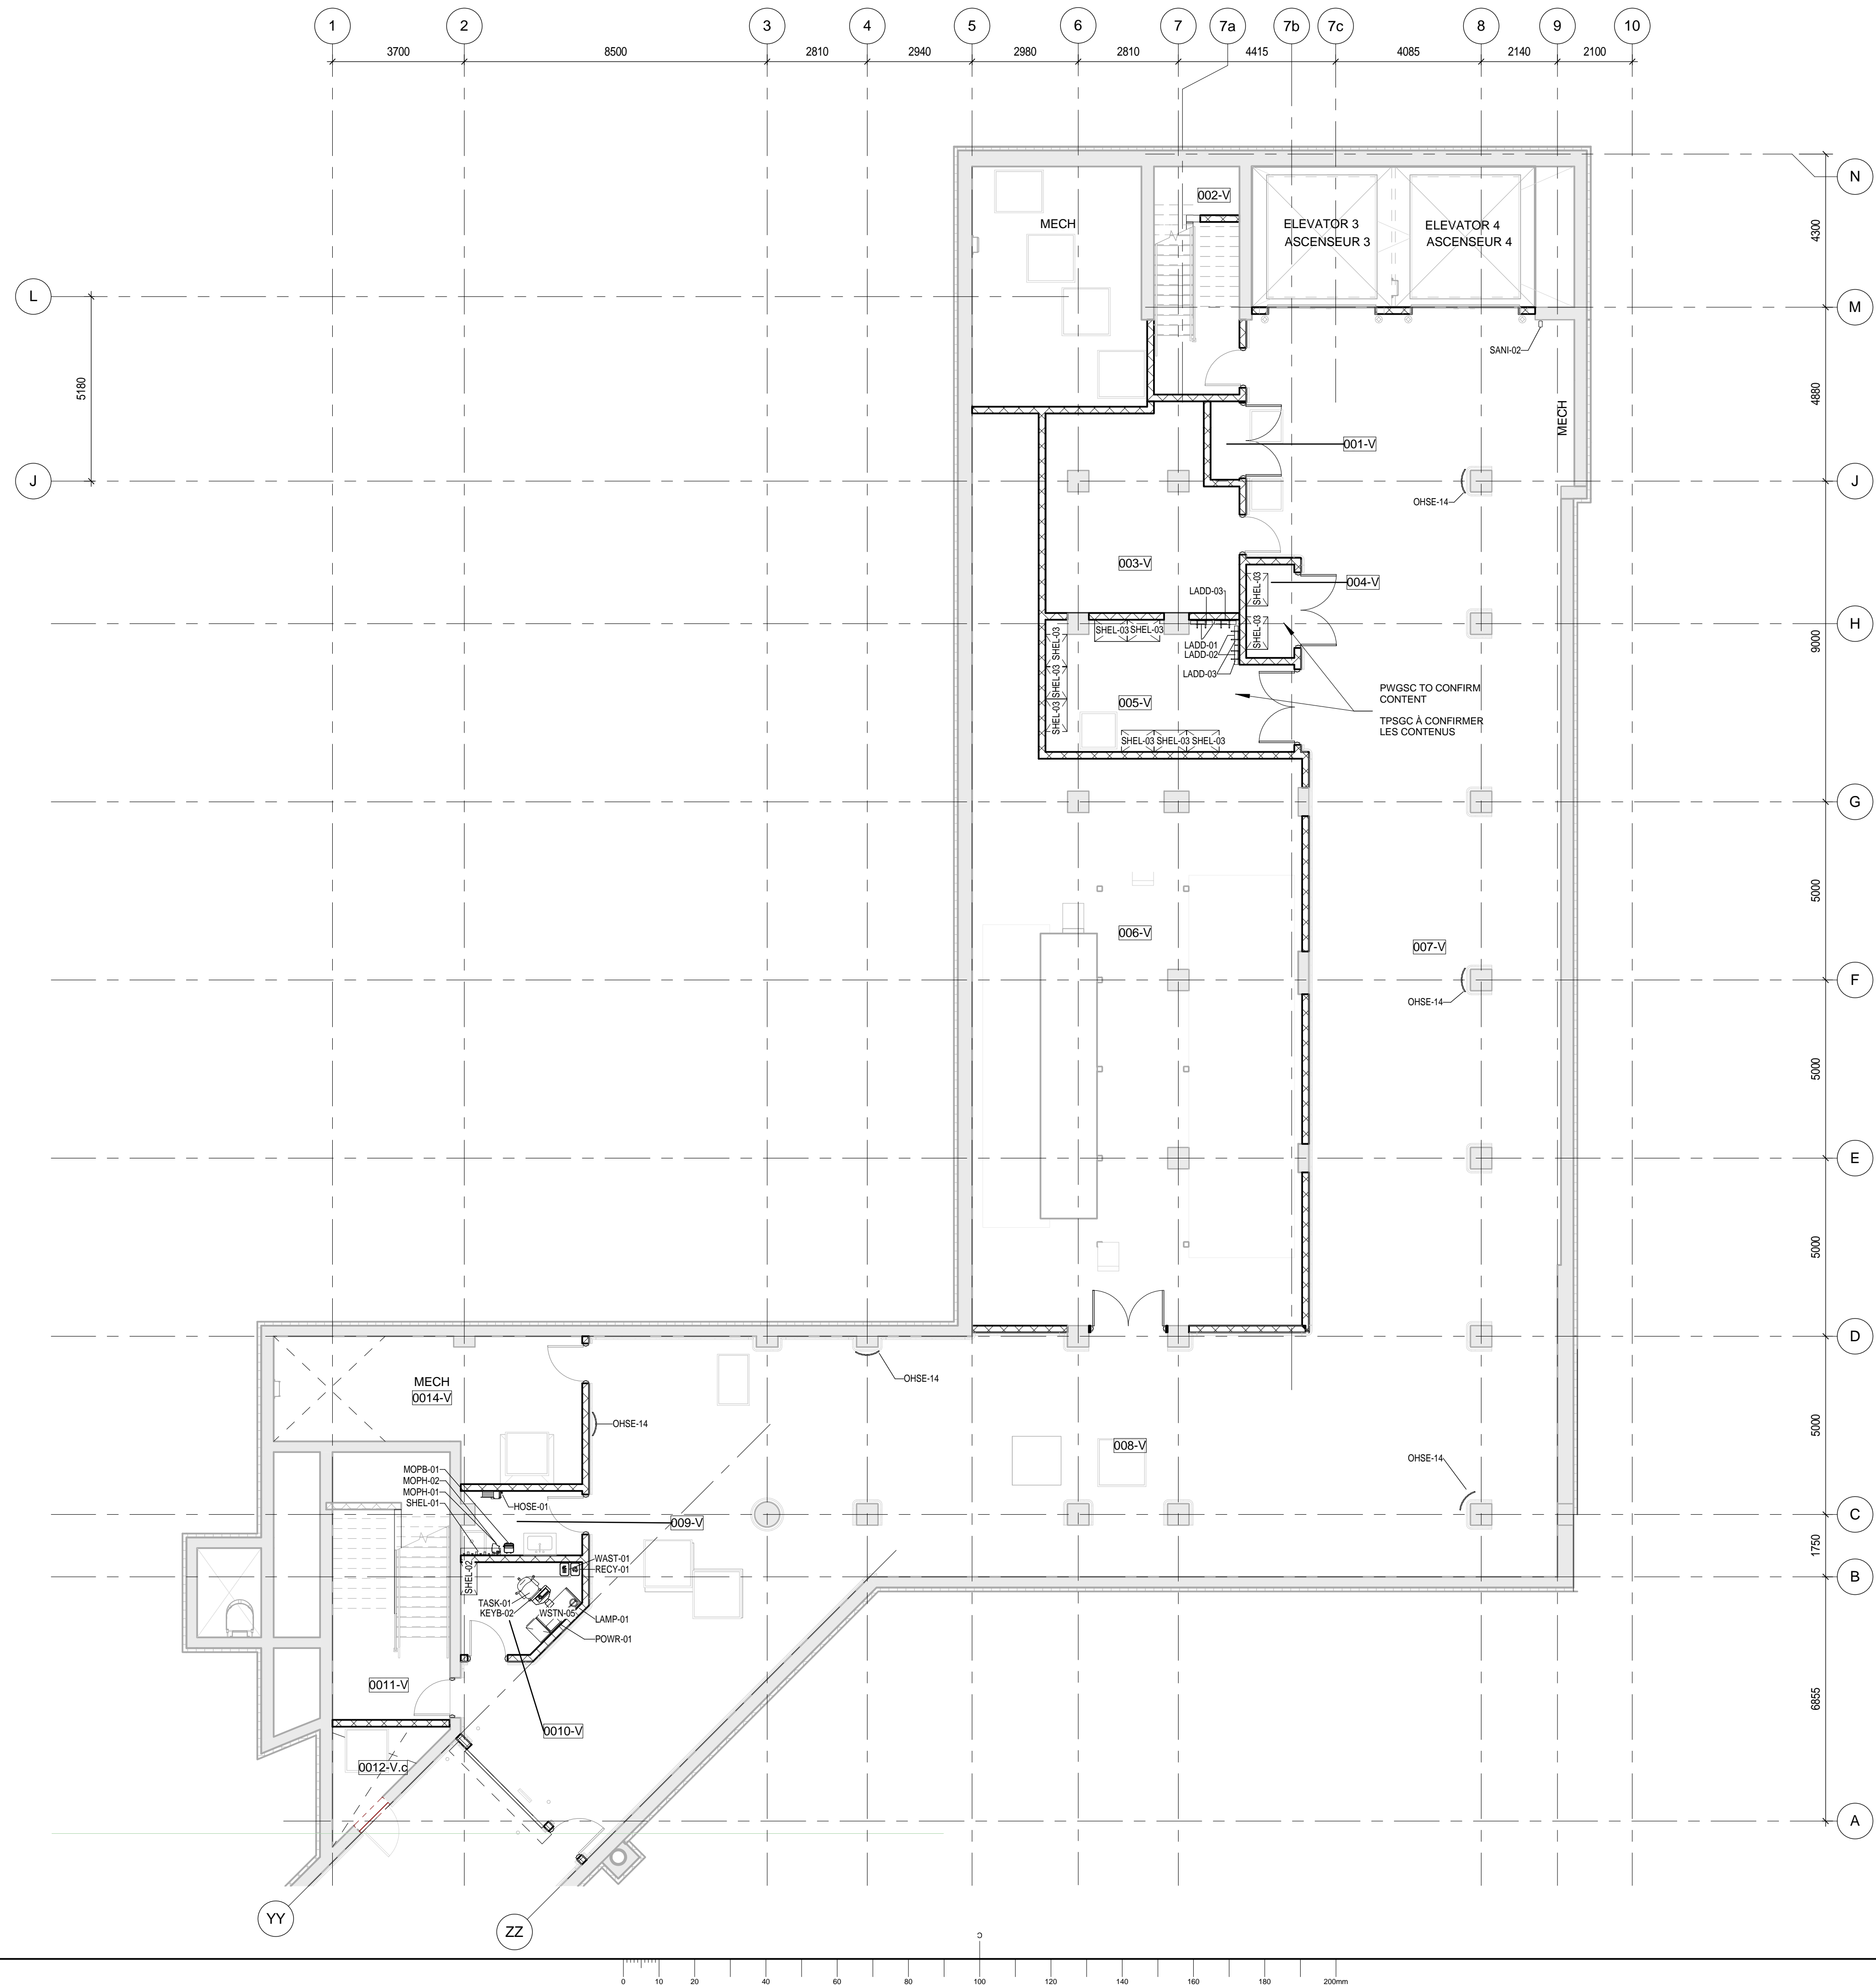 1
2
3
4
5
6
7
7a
7b
7c
8
9
10
3700
8500
2810
2940
2980
2810
4415
4085
2140
2100
N
002-V
MECH
ELEVATOR 3
ASCENSEUR 3
ELEVATOR 4
ASCENSEUR 4
4300
L
M
SANI-02
5180
4880
MECH
001-V
J
J
OHSE-14
003-V
SHEL-03
004-V
LADD-03
H
SHEL-03
SHEL-03
SHEL-03
SHEL-03
LADD-01
LADD-02
LADD-03
9000
SHEL-03
SHEL-03
005-V
PWGSC TO CONFIRM
CONTENT
TPSGC À CONFIRMER
LES CONTENUS
SHEL-03
SHEL-03
SHEL-03
G
5000
006-V
007-V
F
OHSE-14
5000
E
5000
D
OHSE-14
MECH
0014-V
OHSE-14
5000
008-V
OHSE-14
MOPB-01
MOPH-02
MOPH-01
SHEL-01
HOSE-01
009-V
C
1750
WAST-01
RECY-01
SHEL-02
B
TASK-01
KEYB-02
WSTN-05
LAMP-01
POWR-01
0011-V
6855
0010-V
0012-V.c
A
YY
ZZ
0
10
20
40
60
80
100
120
140
160
180
200mm